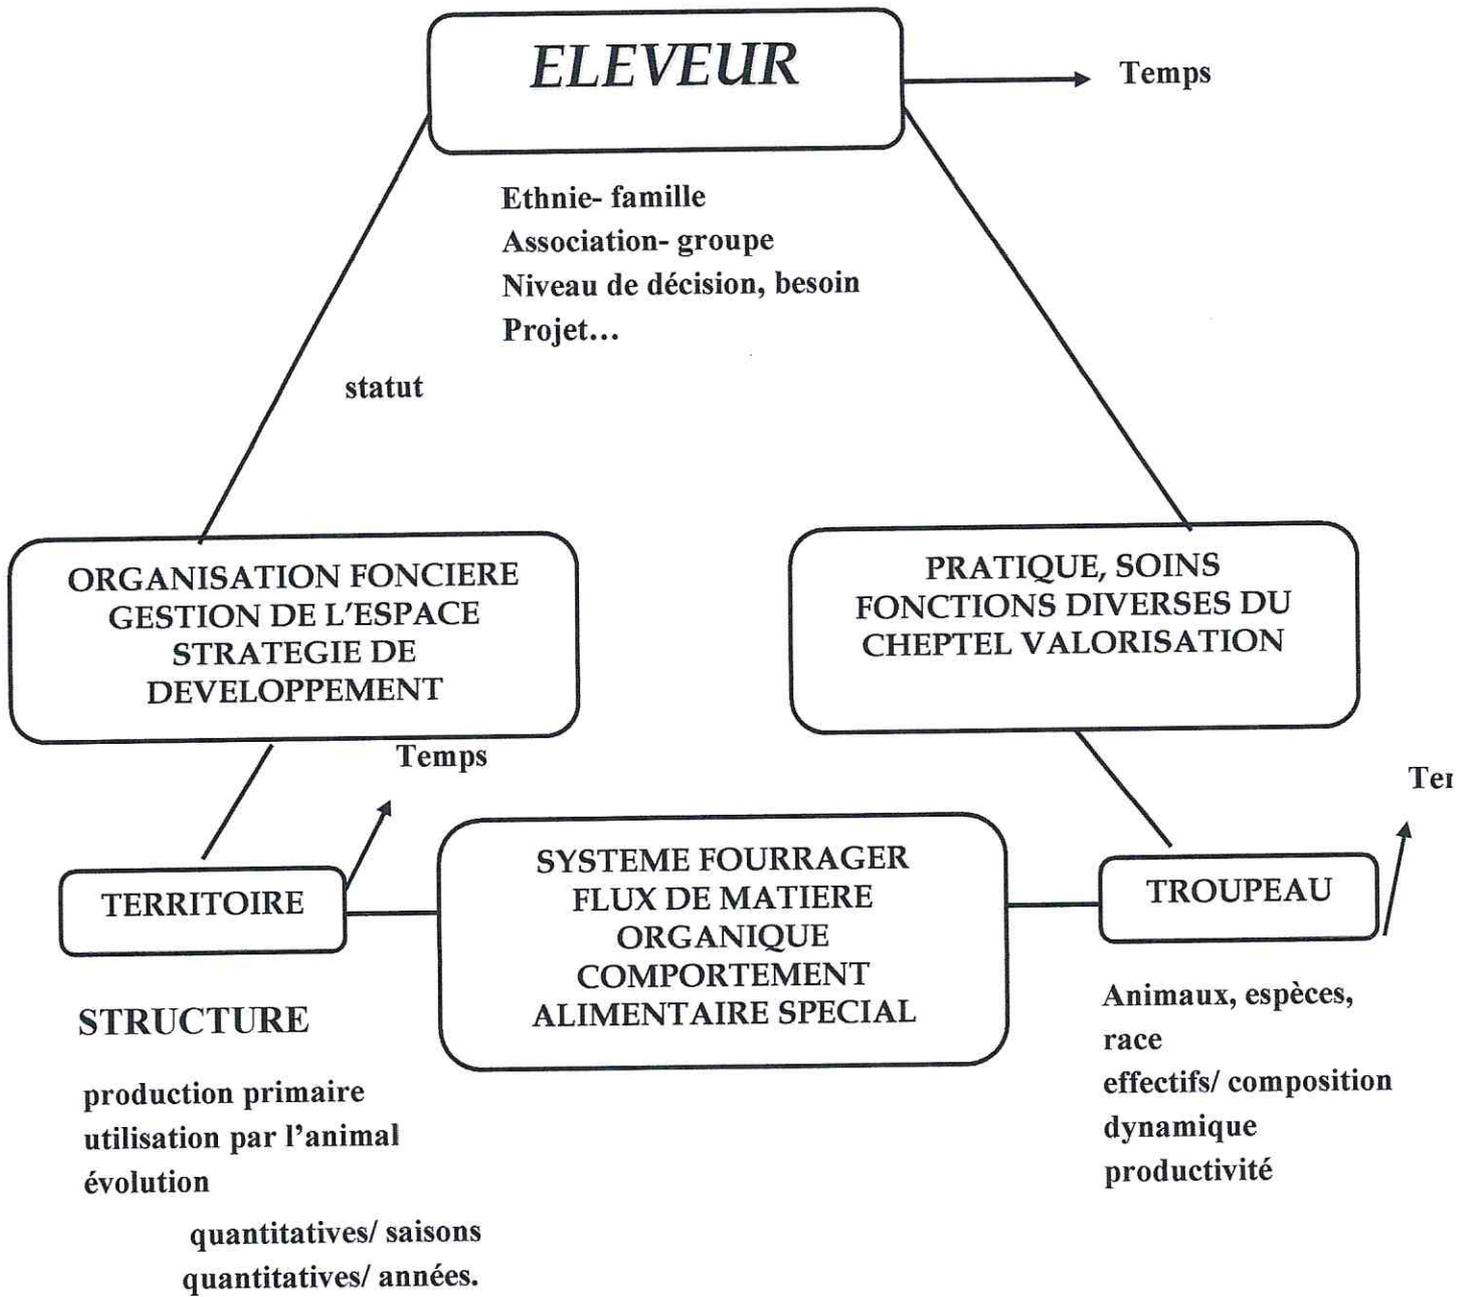 ELEVEUR
Temps
Ethnie- famille
Association- groupe
Niveau de décision, besoin
Projet...
statut
ORGANISATION FONCIERE
GESTION DE L'ESPACE
STRATEGIE DE
DEVELOPPEMENT
PRATIQUE, SOINS
FONCTIONS DIVERSES DU
CHEPTEL VALORISATION
Temps
TERRITOIRE
SYSTEME FOURRAGER
FLUX DE MATIERE
ORGANIQUE
COMPORTEMENT
ALIMENTAIRE SPECIAL
TROUPEAU
STRUCTURE
production primaire
utilisation par l'animal
évolution
quantitatives/ saisons
quantitatives/ années.
Animaux, espèces,
race
effectifs/ composition
dynamique
productivité